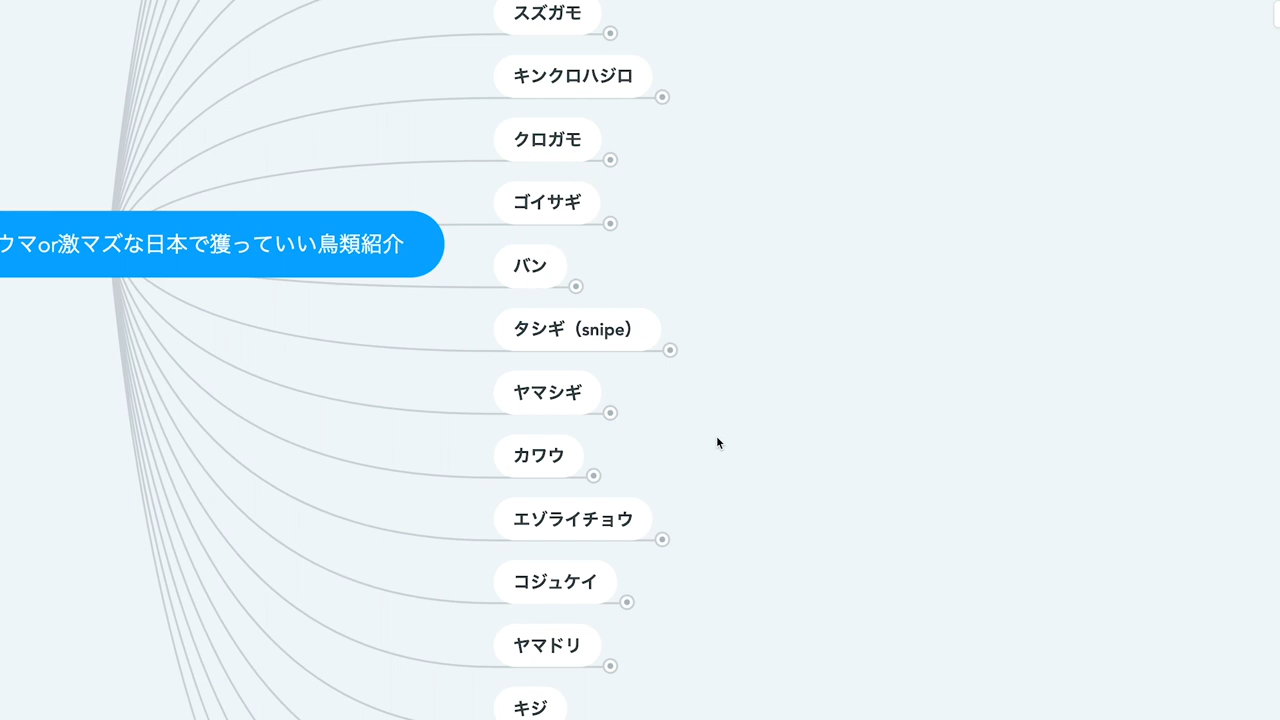 スズガモ
キンクロハジロ
クロガモ
ゴイサギ
ウマor激マズな日本で獲っていい鳥類紹介
バン
タシギ（snipe）
ヤマシギ
カワウ
エゾライチョウ
コジュケイ
ヤマドリ
キジ